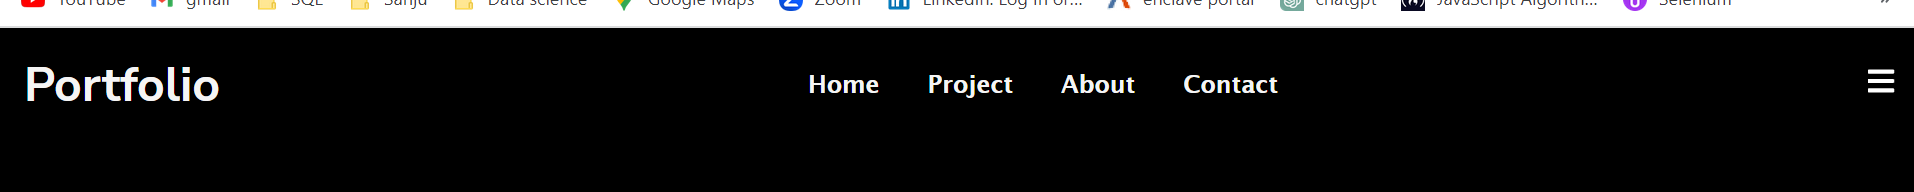 YouTube gmail SQL Sanju Data science Google Maps Zoom LinkedIn: Log In or... enclave portal chatgpt JavaScript Algorith... Selenium »
Portfolio Home Project About Contact